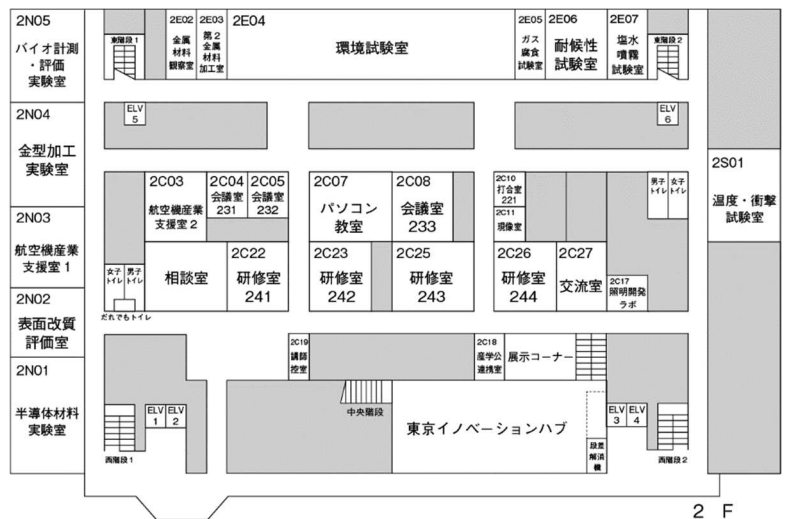 2N05
バイオ計測
・評価
実験室
2N04
金型加工
実験室
2N03
航空機産業
支援室1
2N02
表面改質
評価室
2N01
半導体材料
実験室
東階段1
2E02
金属
材料
観察室
2E03
第2
金属
材料
加工室
2E04
環境試験室
2E05
ガス
腐食
試験室
2E06
耐候性
試験室
2E07
塩水
噴霧
試験室
東階段2
ELV
5
ELV
6
2S01
温度・衝撃
試験室
2C03
航空機産業
支援室2
2C04
会議室
231
2C05
会議室
232
2C07
パソコン
教室
2C08
会議室
233
2C10
打合室
221
2C11
現像室
男子
トイレ
女子
トイレ
女子
トイレ
男子
トイレ
だれでもトイレ
相談室
2C22
研修室
241
2C23
研修室
242
2C25
研修室
243
2C26
研修室
244
2C27
交流室
2C17
照明開発
ラボ
2C19
講師
控室
2C18
産学公
連携室
展示コーナー
ELV
1
ELV
2
西階段1
中央階段
東京イノベーションハブ
段差
解消
機
ELV
3
ELV
4
西階段2
2 F